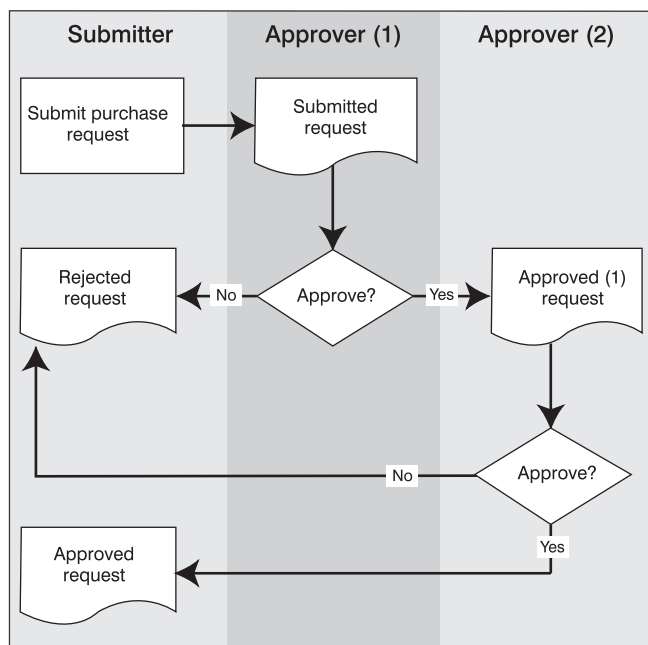 Submitter
Approver (1)
Approver (2)
Submit purchase
request
Submitted
request
Rejected
request
No
Approve?
Yes
Approved (1)
request
No
Approve?
Yes
Approved
request